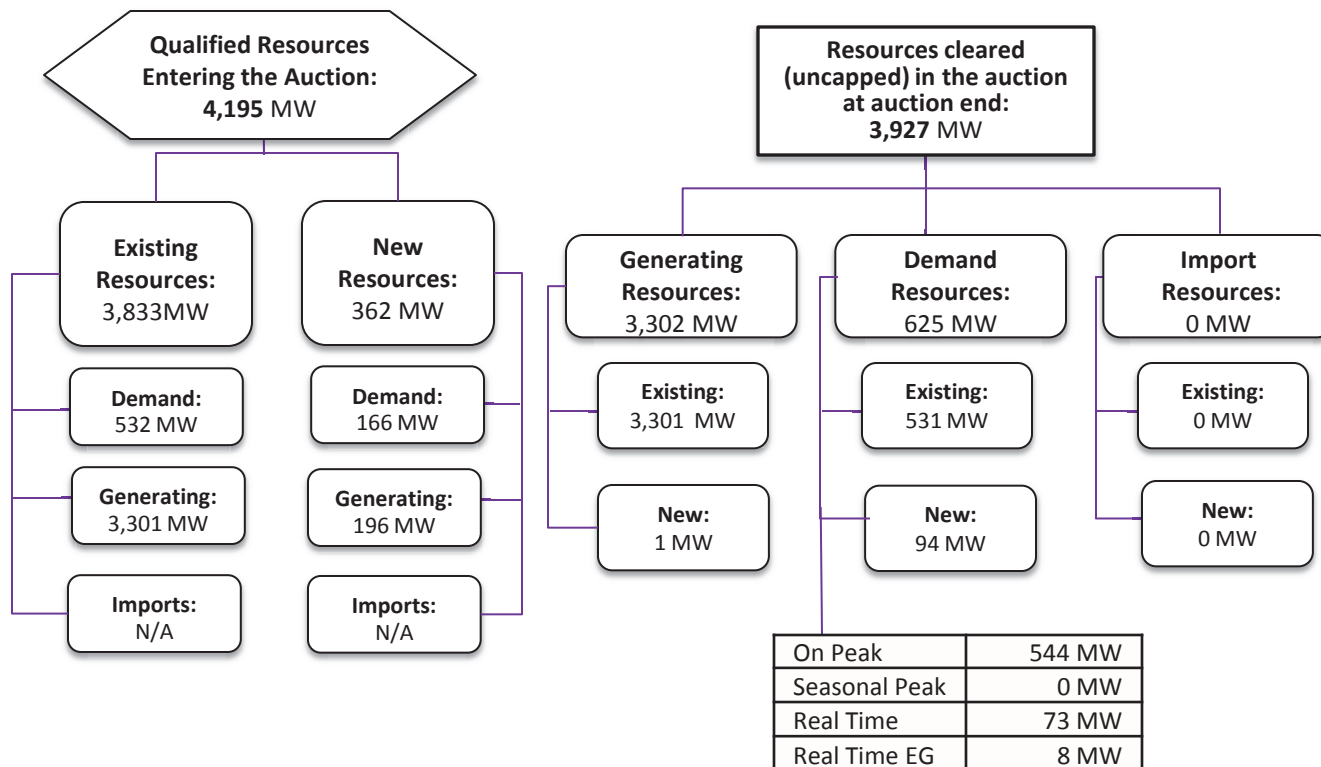 Qualified Resources
Entering the Auction:
4,195 MW
Existing
Resources:
3,833MW
Demand:
532 MW
Generating:
3,301 MW
Imports:
N/A
New
Resources:
362 MW
Demand:
166 MW
Generating:
196 MW
Imports:
N/A
Resources cleared
(uncapped) in the auction
at auction end:
3,927 MW
Generating
Resources:
3,302 MW
Existing:
3,301 MW
New:
1 MW
Demand
Resources:
625 MW
Existing:
531 MW
New:
94 MW
On Peak 544 MW
Seasonal Peak 0 MW
Real Time 73 MW
Real Time EG 8 MW
Import
Resources:
0 MW
Existing:
0 MW
New:
0 MW